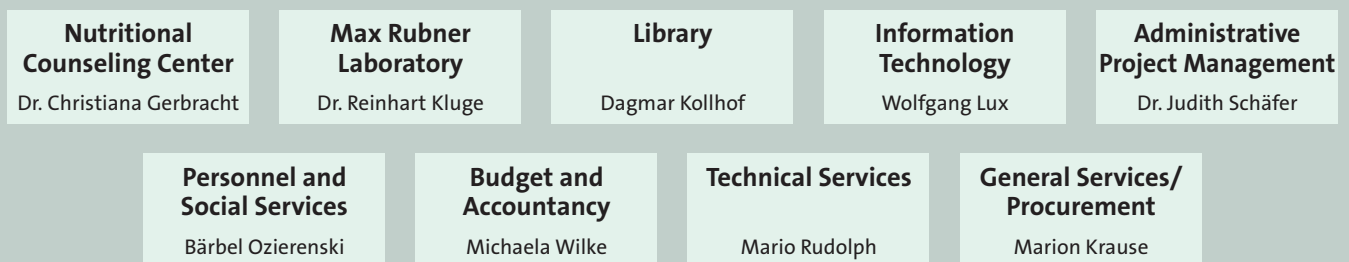 Nutritional
Counseling Center
Dr. Christiana Gerbracht
Max Rubner
Laboratory
Dr. Reinhart Kluge
Library
Dagmar Kollhof
Information
Technology
Wolfgang Lux
Administrative
Project Management
Dr. Judith Schäfer
Personnel and
Social Services
Bärbel Ozierenski
Budget and
Accountancy
Michaela Wilke
Technical Services
Mario Rudolph
General Services/
Procurement
Marion Krause